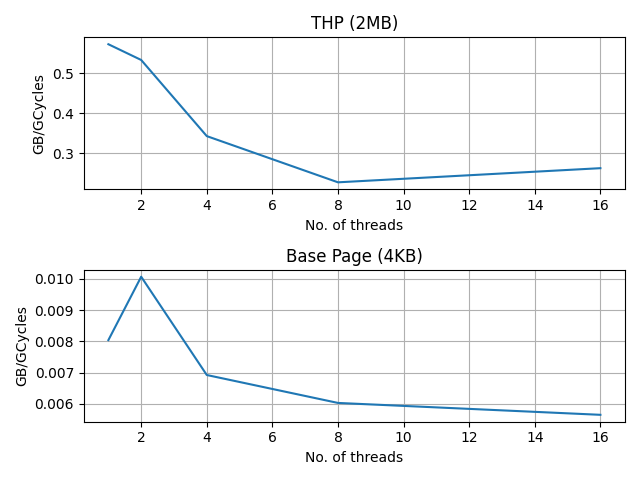 THP (2MB)
GB/GCycles
0.5
0.4
0.3
2 4 6 8 10 12 14 16
No. of threads
Base Page (4KB)
GB/GCycles
0.010
0.009
0.008
0.007
0.006
2 4 6 8 10 12 14 16
No. of threads